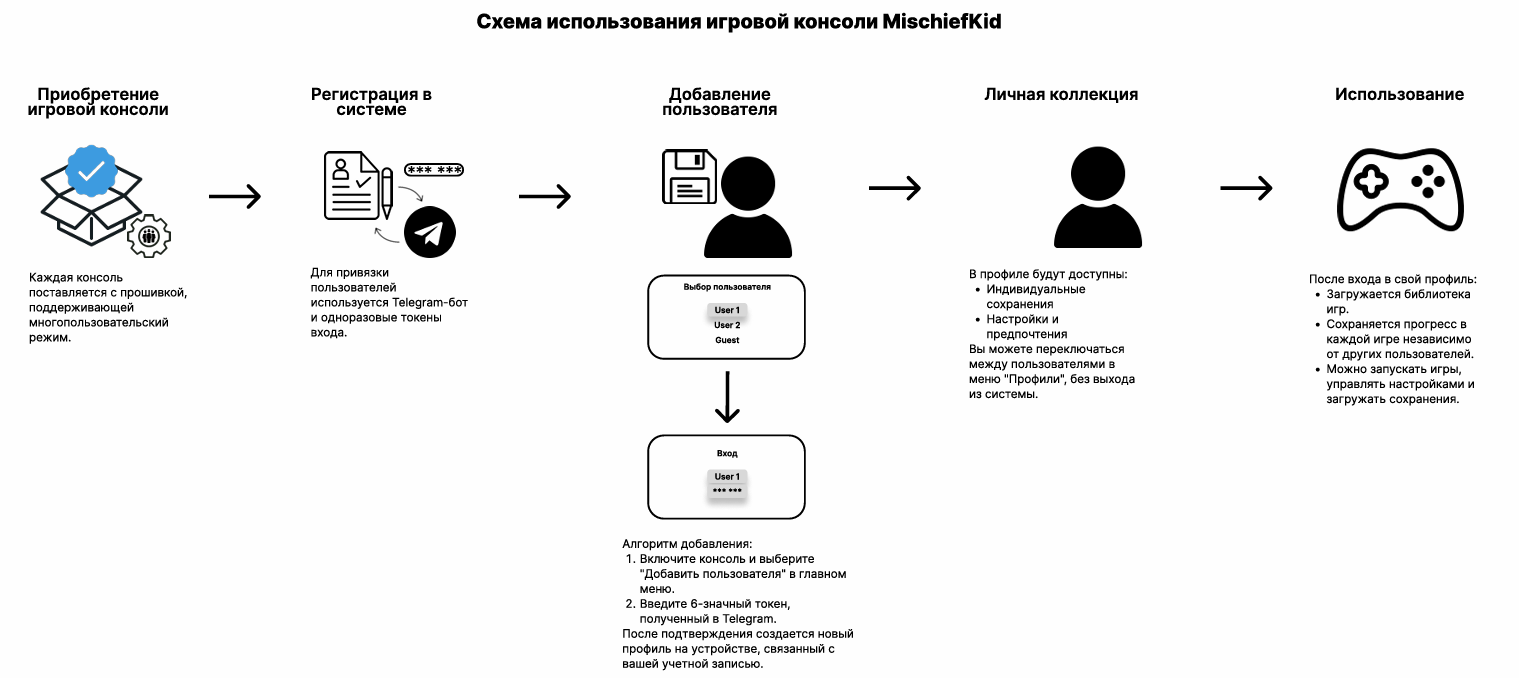 Схема использования игровой консоли MischiefKid
Приобретение
игровой консоли
Каждая консоль
поставляется с прошивкой,
поддерживающей
многопользовательский
режим.
Регистрация в
системе
*** ***
Для привязки
пользователей
используется Telegram-бот
и одноразовые токены
входа.
Добавление
пользователя
Выбор пользователя
User 1
User 2
Guest
Вход
User 1
*** ***
Алгоритм добавления:
1. Включите консоль и выберите
"Добавить пользователя" в главном
меню.
2. Введите 6-значный токен,
полученный в Telegram.
После подтверждения создается новый
профиль на устройстве, связанный с
вашей учетной записью.
Личная коллекция
В профиле будут доступны:
• Индивидуальные
сохранения
• Настройки и
предпочтения
Вы можете переключаться
между пользователями в
меню "Профили", без выхода
из системы.
Использование
После входа в свой профиль:
• Загружается библиотека
игр.
• Сохраняется прогресс в
каждой игре независимо
от других пользователей.
• Можно запускать игры,
управлять настройками и
загружать сохранения.